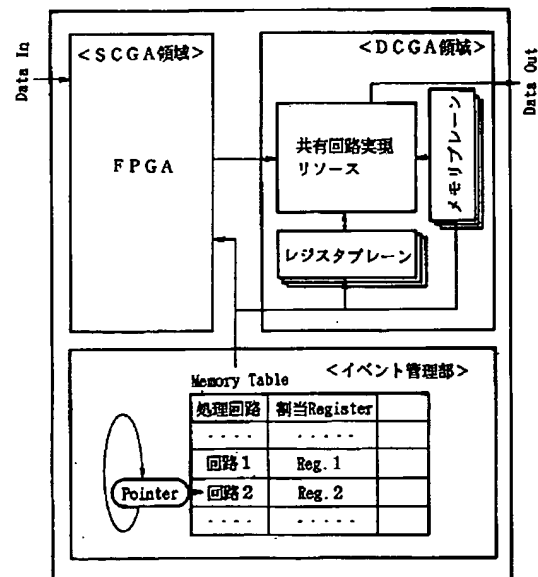 Data In
<SCGA領域>
FPGA
<DCGA領域>
共有回路実現
リソース
メモリプレーン
レジスタプレーン
Data Out
<イベント管理部>
Memory Table
処理回路 割当Register
.... .....
回路1 Reg.1
Pointer
回路2 Reg.2
.... .....